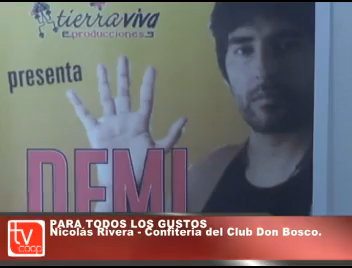 tierraviva
producciones
presenta
DEMI
PARA TODOS LOS GUSTOS
Nicolás Rivera - Confitería del Club Don Bosco.
tv
coop